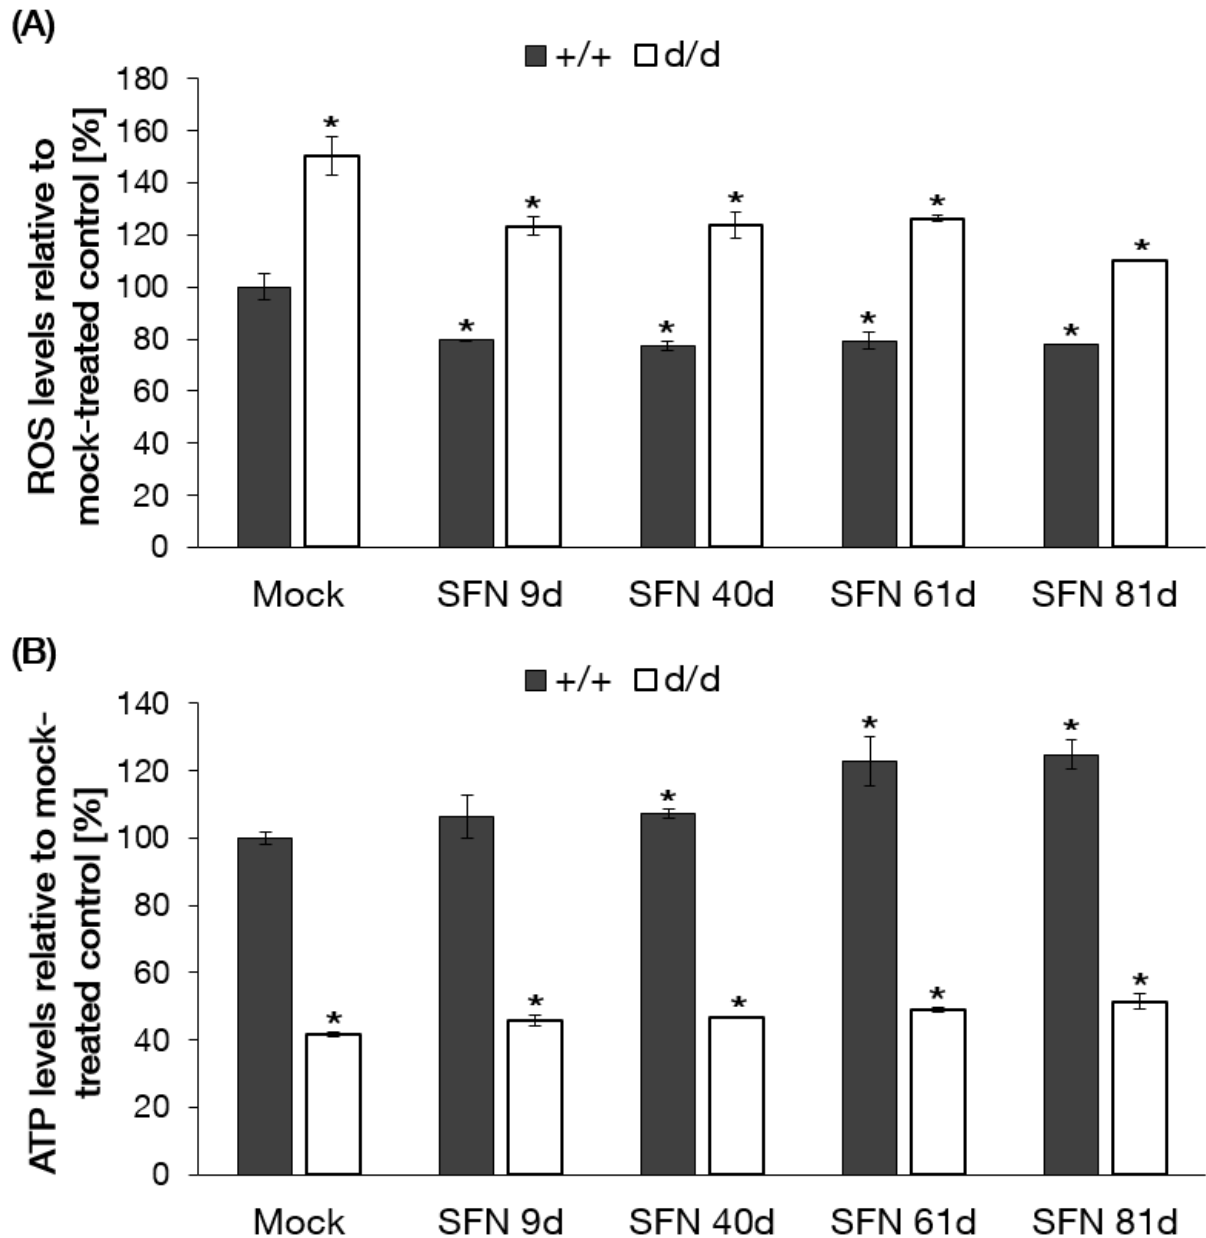 (A)
+/+ d/d
ROS levels relative to
mock-treated control [%]
180
160
140
120
100
80
60
40
20
0
* * * * * * * * *
Mock SFN 9d SFN 40d SFN 61d SFN 81d
(B)
+/+ d/d
ATP levels relative to mock-
treated control [%]
140
120
100
80
60
40
20
0
* * * * * * * *
Mock SFN 9d SFN 40d SFN 61d SFN 81d